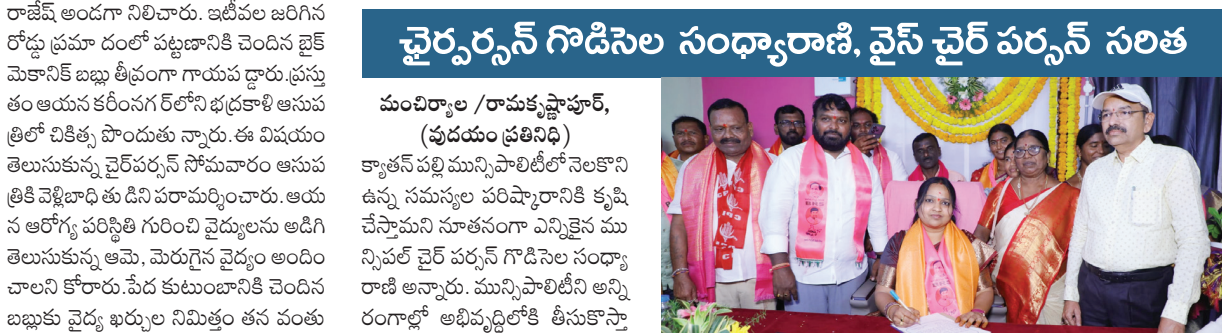 రాజేష్ అండగా నిలిచారు. ఇటీవల జరిగిన
రోడ్డు ప్రమా దంలో పట్టణానికి చెందిన బైక్
మెకానిక్ బబ్లు తీవ్రంగా గాయప డ్డారు.ప్రస్తు
తం ఆయన కరీంనగ ర్‌లోని భద్రకాళి ఆసుప
త్రిలో చికిత్స పొందుతు న్నారు.ఈ విషయం
తెలుసుకున్న చైర్‌పర్సన్ సోమవారం ఆసుప
త్రికి వెళ్లిబాధి తు డిని పరామర్శించారు. ఆయ
న ఆరోగ్య పరిస్థితి గురించి వైద్యులను అడిగి
తెలుసుకున్న ఆమె, మెరుగైన వైద్యం అందిం
చాలని కోరారు.పేద కుటుంబానికి చెందిన
బబ్లుకు వైద్య ఖర్చుల నిమిత్తం తన వంతు
ఛైర్పర్సన్ గొడిసెల సంధ్యారాణి, వైస్ చైర్ పర్సన్ సరిత
మంచిర్యాల /రామకృష్ణాపూర్,
(వుదయం ప్రతినిధి)
క్యాతన్ పల్లి మున్సిపాలిటీలో నెలకొని
ఉన్న సమస్యల పరిష్కారానికి కృషి
చేస్తామని నూతనంగా ఎన్నికైన ము
న్సిపల్ చైర్ పర్సన్ గొడిసెల సంధ్యా
రాణి అన్నారు. మున్సిపాలిటీని అన్ని
రంగాల్లో అభివృద్ధిలోకి తీసుకొస్తా